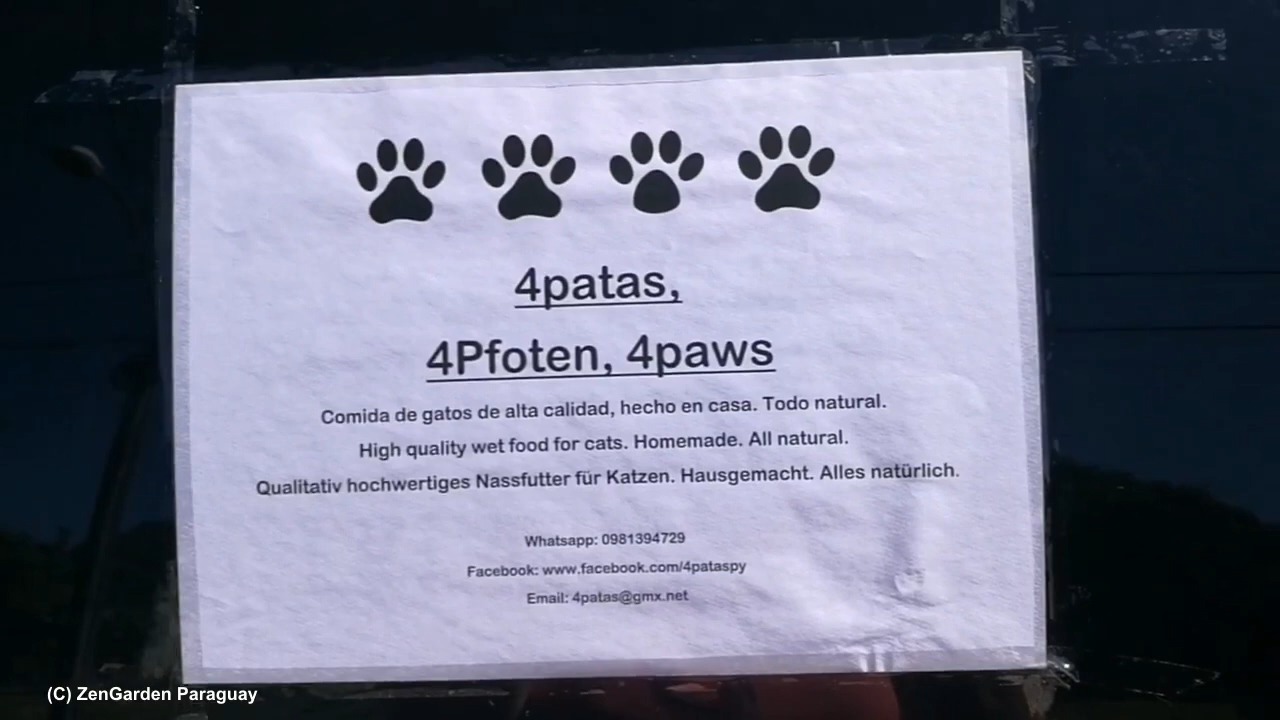 4patas,
4Pfoten, 4paws
Comida de gatos de alta calidad, hecho en casa. Todo natural.
High quality wet food for cats. Homemade. All natural.
Qualitativ hochwertiges Nassfutter für Katzen. Hausgemacht. Alles natürlich.
Whatsapp: 0981394729
Facebook: www.facebook.com/4pataspy
Email: 4patas@gmx.net
(C) ZenGarden Paraguay